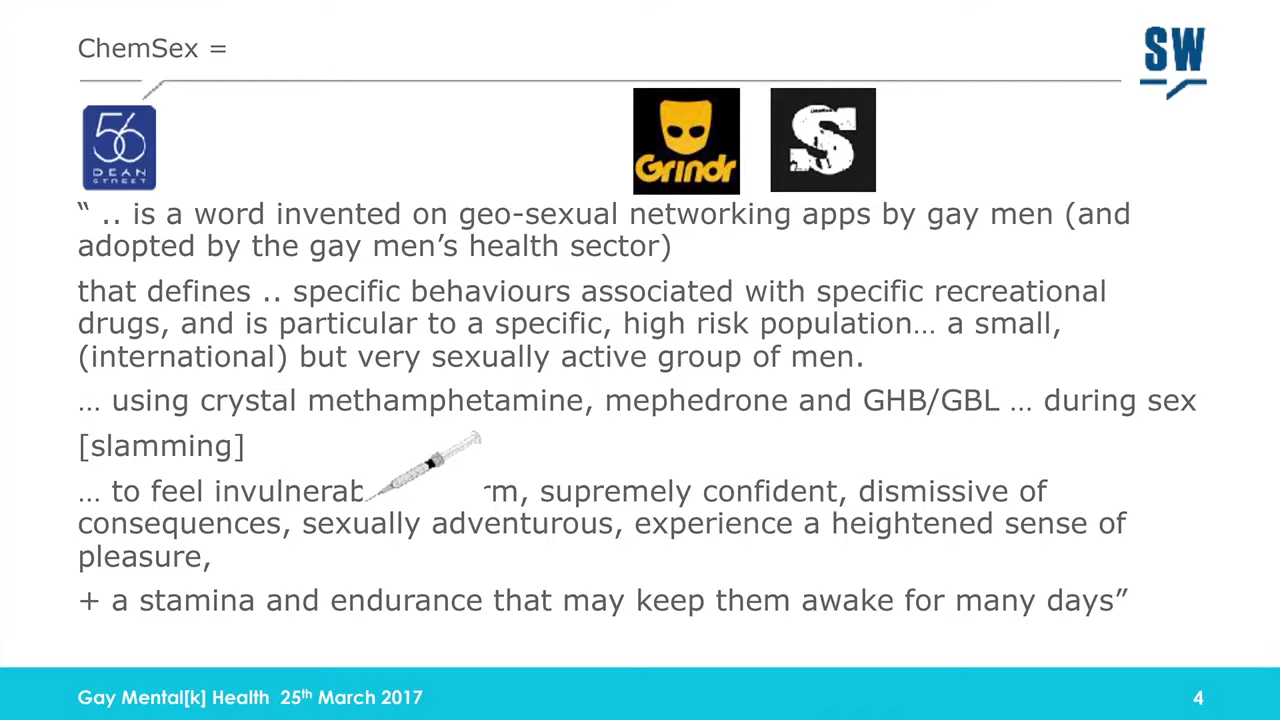 ChemSex =
SW
56
DEAN
STREET
Grindr
S
“ .. is a word invented on geo-sexual networking apps by gay men (and
adopted by the gay men’s health sector)
that defines .. specific behaviours associated with specific recreational
drugs, and is particular to a specific, high risk population… a small,
(international) but very sexually active group of men.
… using crystal methamphetamine, mephedrone and GHB/GBL … during sex
[slamming]
… to feel invulnerab rm, supremely confident, dismissive of
consequences, sexually adventurous, experience a heightened sense of
pleasure,
+ a stamina and endurance that may keep them awake for many days”
Gay Mental[k] Health 25th March 2017
4